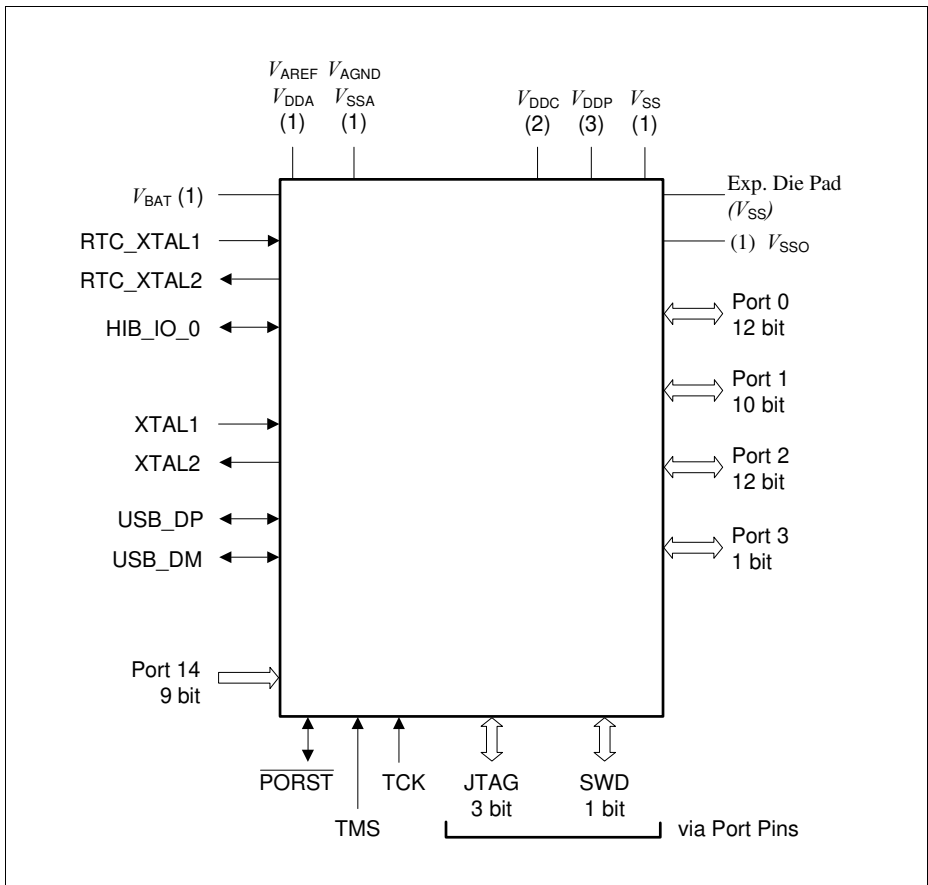 VAREF VAGND
VDDA VSSA VDDC VDDP VSS
(1) (1) (2) (3) (1)
VBAT (1)
Exp. Die Pad
(VSS)
RTC_XTAL1
(1) VSSO
RTC_XTAL2
HIB_IO_0
Port 0
12 bit
Port 1
10 bit
XTAL1
XTAL2
Port 2
12 bit
USB_DP
USB_DM
Port 3
1 bit
Port 14
9 bit
PORST TCK JTAG SWD
3 bit 1 bit
TMS via Port Pins